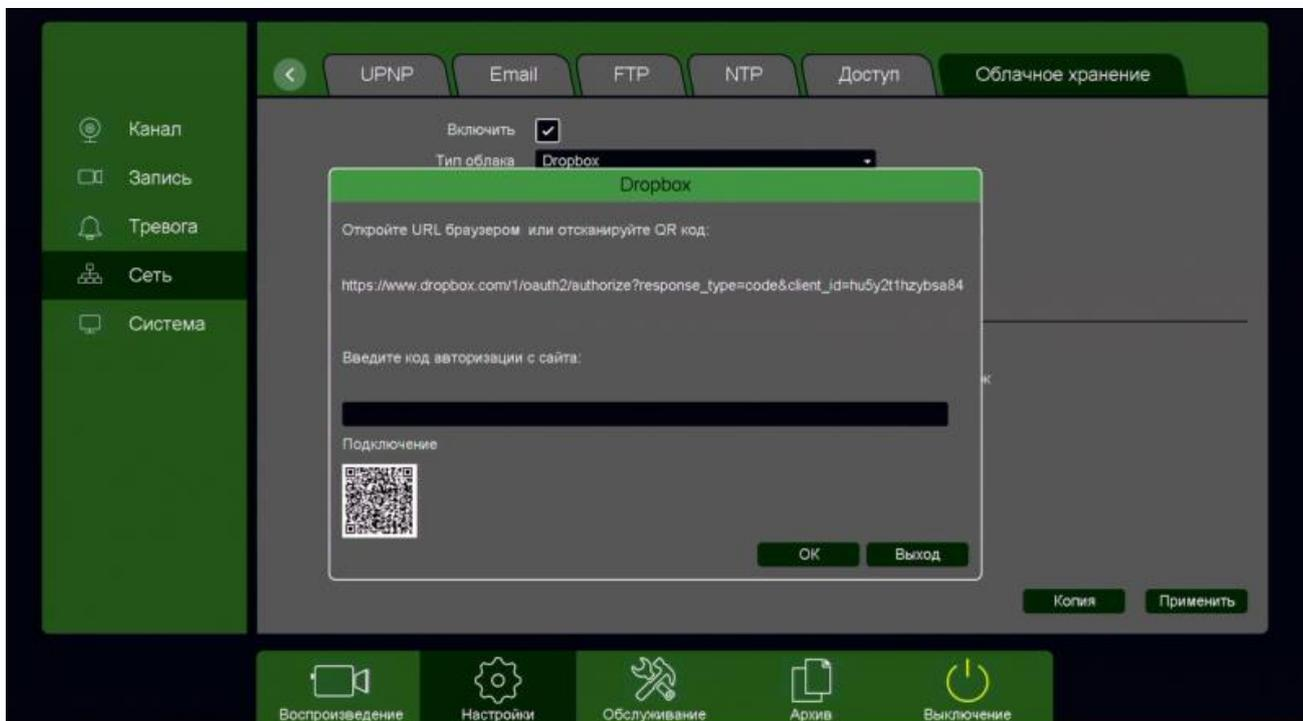 UPNP Email FTP NTP Доступ Облачное хранение
Канал
Запись
Тревога
Сеть
Система
Включить
Тип облака Dropbox
Dropbox
Откройте URL браузером или отсканируйте QR код:
https://www.dropbox.com/1/oauth2/authorize?response_type=code&client_id=hu5y2t1hzybsa84
Введите код авторизации с сайта:
ж
Подключение
ОК Выход
Копия Применить
Воспроизведение Настройки Обслуживание Архив Выключение